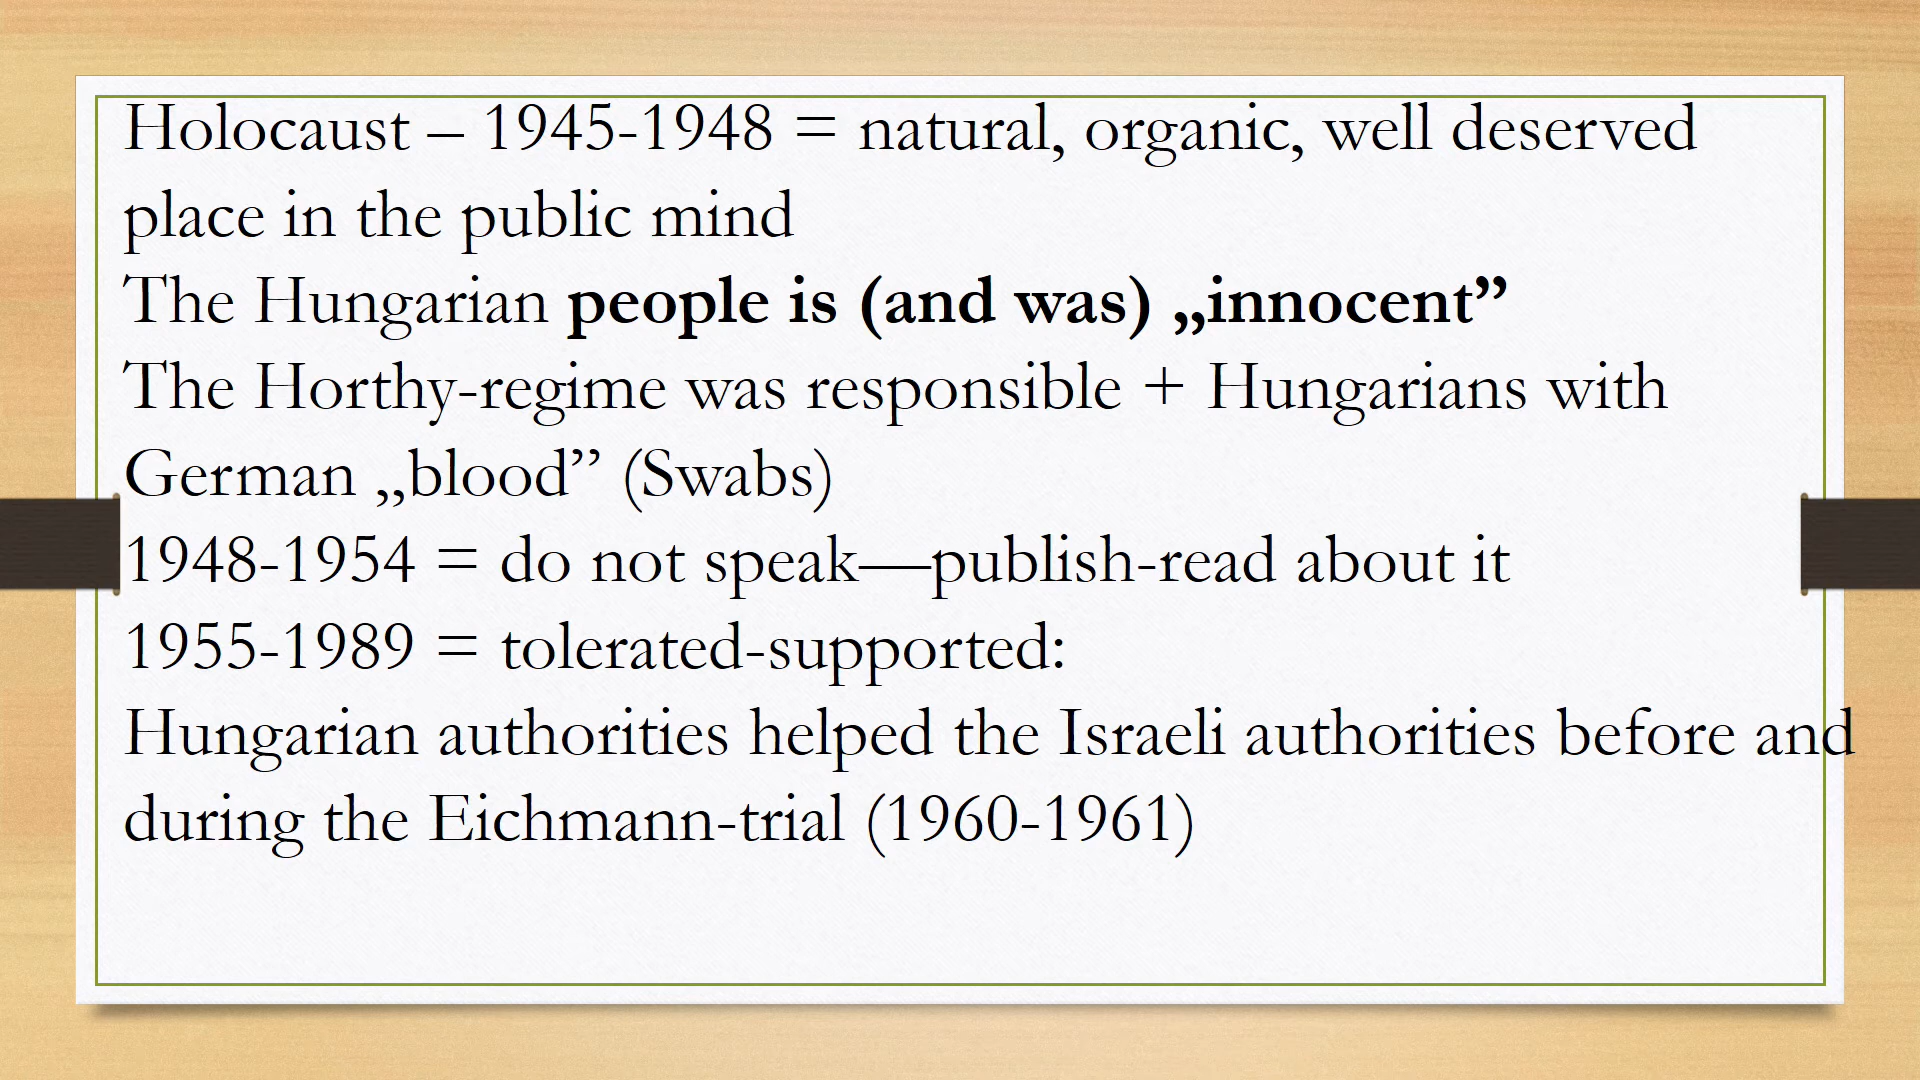 Holocaust – 1945-1948 = natural, organic, well deserved
place in the public mind
The Hungarian people is (and was) „innocent”
The Horthy-regime was responsible + Hungarians with
German „blood” (Swabs)
1948-1954 = do not speak—publish-read about it
1955-1989 = tolerated-supported:
Hungarian authorities helped the Israeli authorities before and
during the Eichmann-trial (1960-1961)